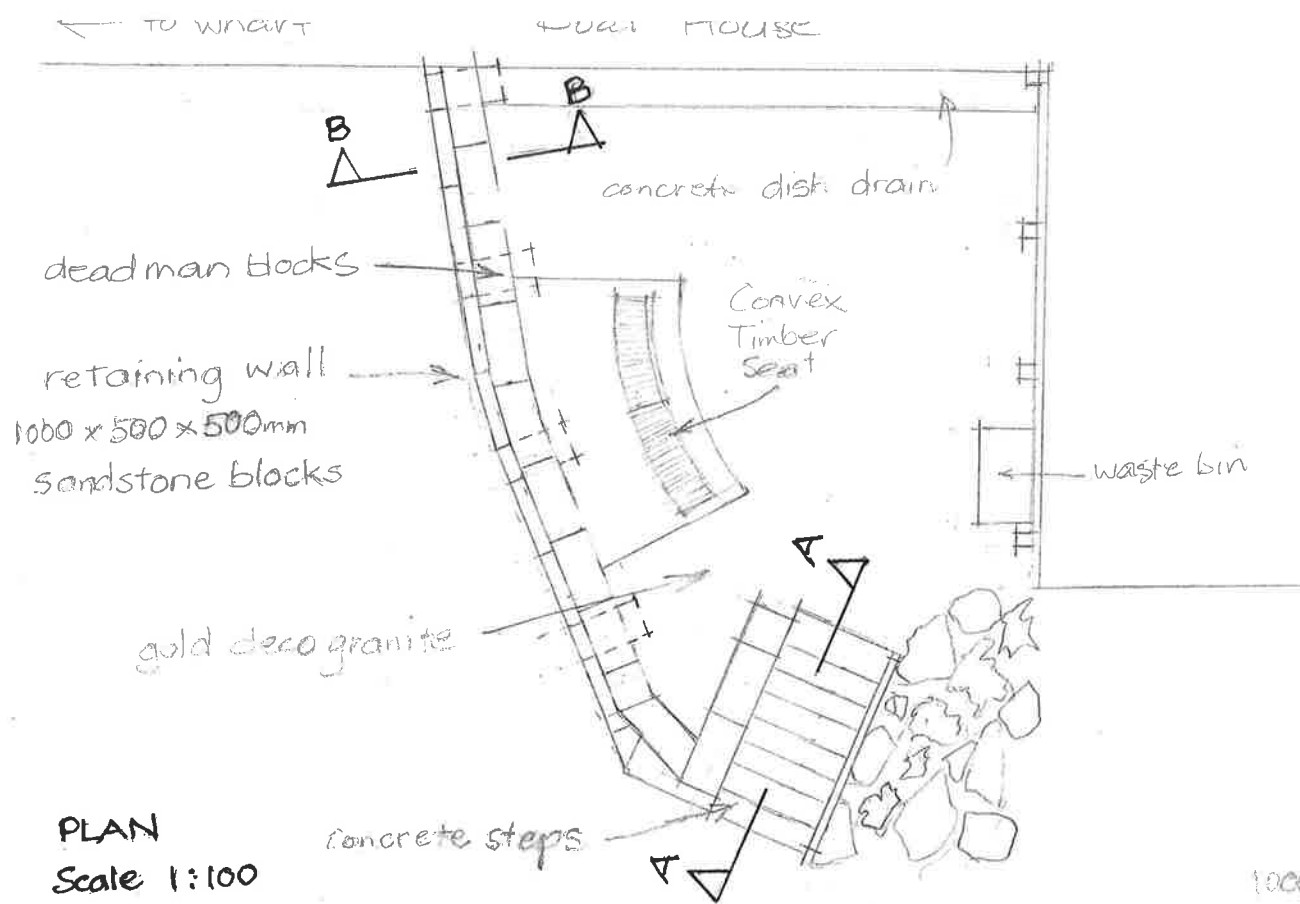 ← TO wharf
HOUSE
B
B
concrete dish drain
deadman blocks
Convex
Timber
Seat
retaining wall
1000 x 500 x 500mm
sandstone blocks
waste bin
A
gold deco granite
PLAN
Scale 1:100
concrete steps
A